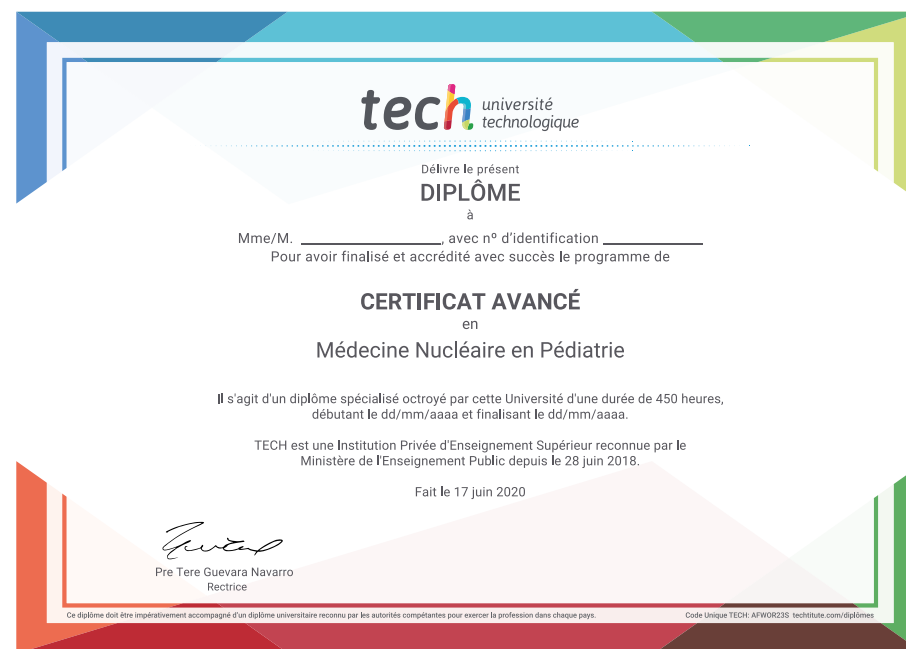 tech université
technologique
Délivre le présent
DIPLÔME
à
Mme/M. ____________, avec nº d'identification ____________
Pour avoir finalisé et accrédité avec succès le programme de
CERTIFICAT AVANCÉ
en
Médecine Nucléaire en Pédiatrie
Il s'agit d'un diplôme spécialisé octroyé par cette Université d'une durée de 450 heures,
débutant le dd/mm/aaaa et finalisant le dd/mm/aaaa.
TECH est une Institution Privée d'Enseignement Supérieur reconnue par le
Ministère de l'Enseignement Public depuis le 28 juin 2018.
Fait le 17 juin 2020
Pre Tere Guevara Navarro
Rectrice
Ce diplôme doit être impérativement accompagné d'un diplôme universitaire reconnu par les autorités compétantes pour exercer la profession dans chaque pays.
Code Unique TECH: AFWOR23S techtitute.com/diplômes